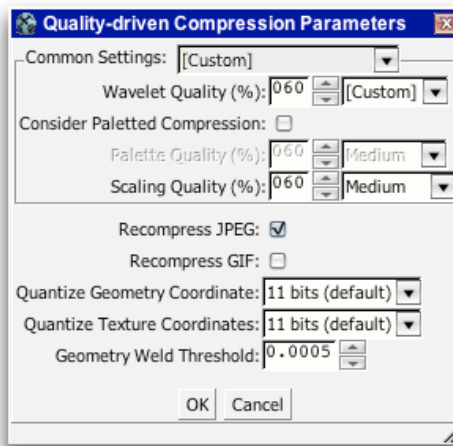 Quality-driven Compression Parameters
Common Settings: [Custom]
Wavelet Quality (%): 060 [Custom]
Consider Paletted Compression:
Palette Quality (%): 060 Medium
Scaling Quality (%): 060 Medium
Recompress JPEG:
Recompress GIF:
Quantize Geometry Coordinate: 11 bits (default)
Quantize Texture Coordinates: 11 bits (default)
Geometry Weld Threshold: 0.0005
OK Cancel